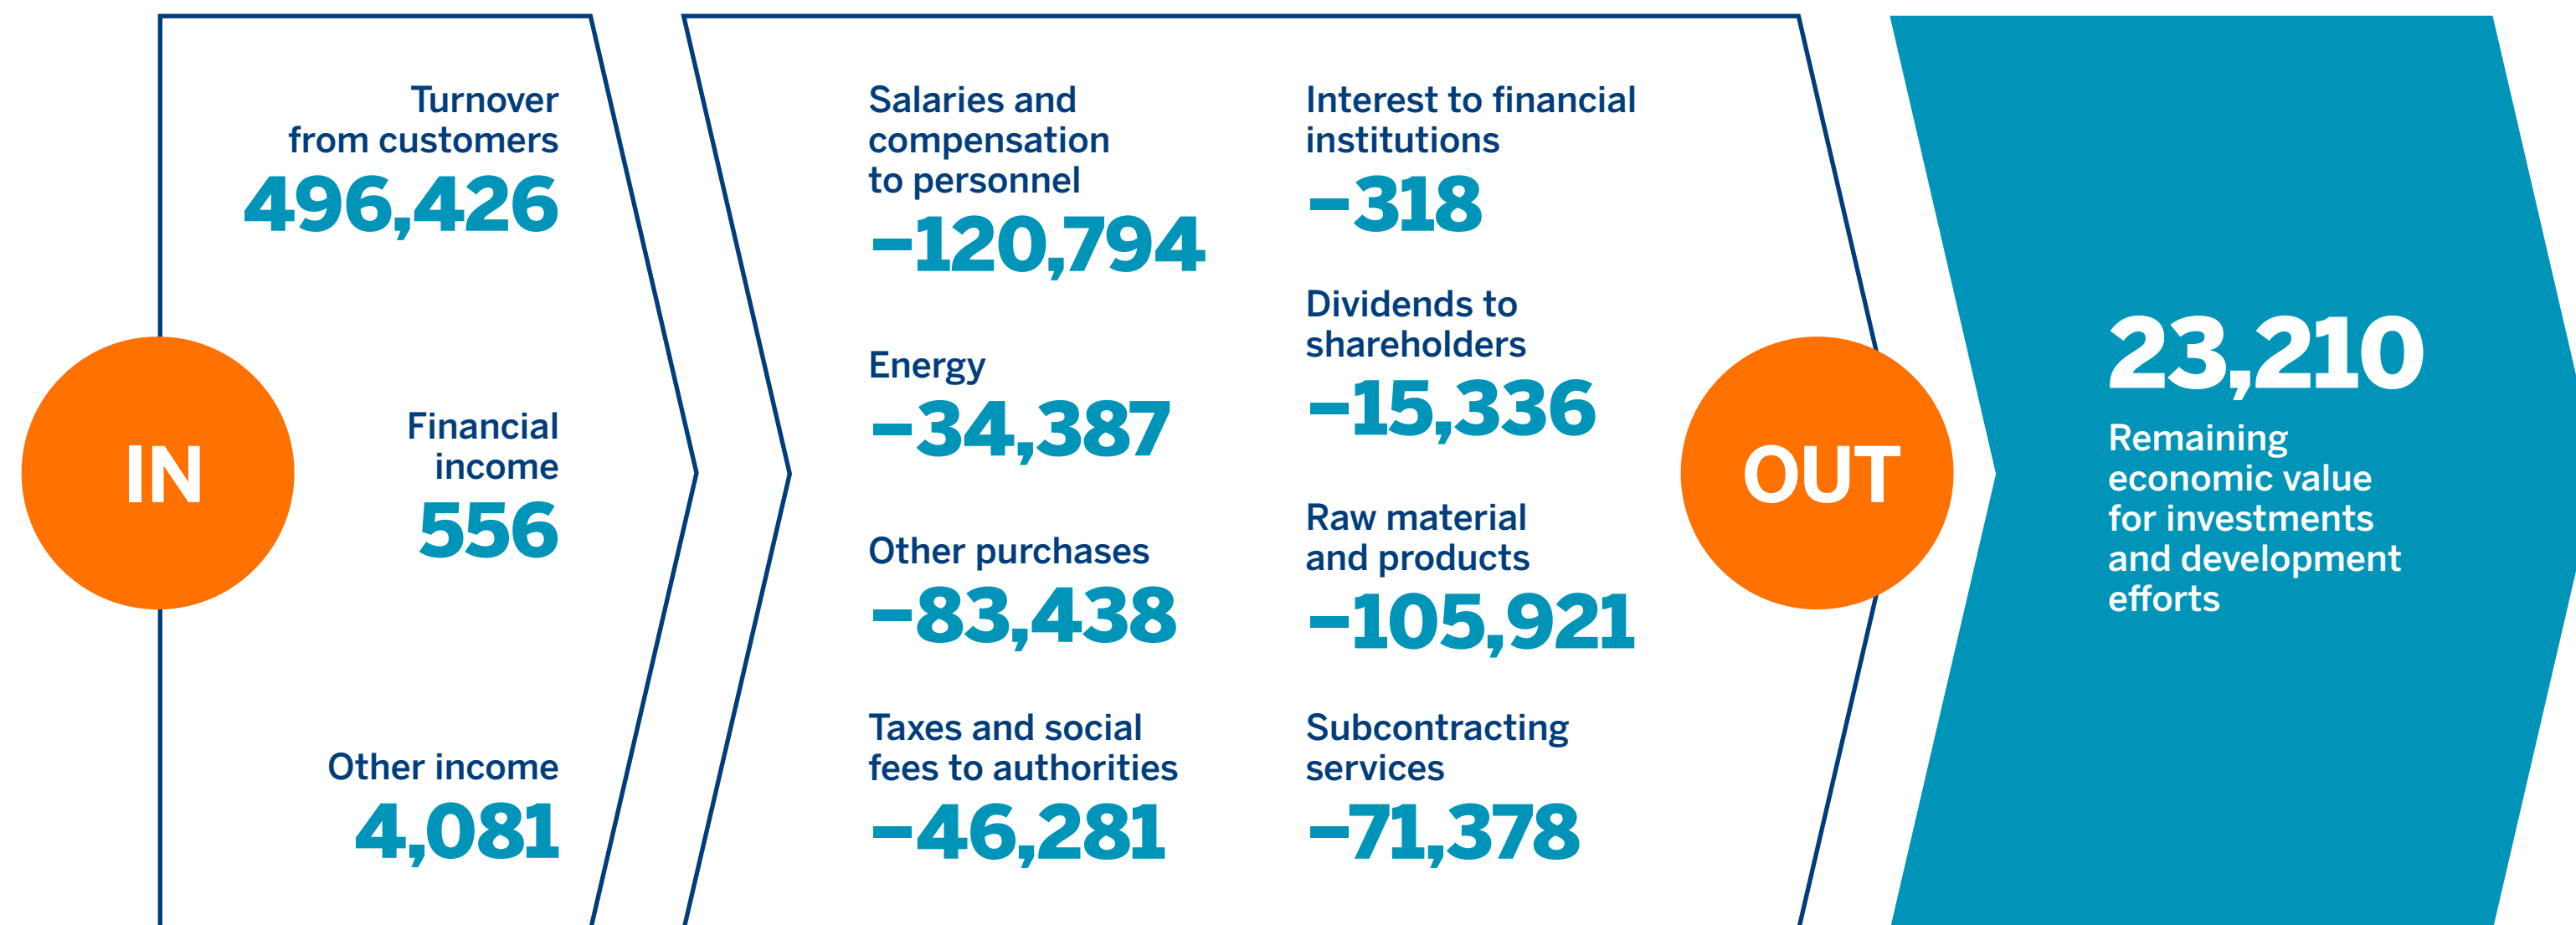 IN
Turnover
from customers
496,426
Financial
income
556
Other income
4,081
Salaries and
compensation
to personnel
–120,794
Energy
–34,387
Other purchases
–83,438
Taxes and social
fees to authorities
–46,281
Interest to financial
institutions
–318
Dividends to
shareholders
–15,336
Raw material
and products
–105,921
Subcontracting
services
–71,378
OUT
23,210
Remaining
economic value
for investments
and development
efforts